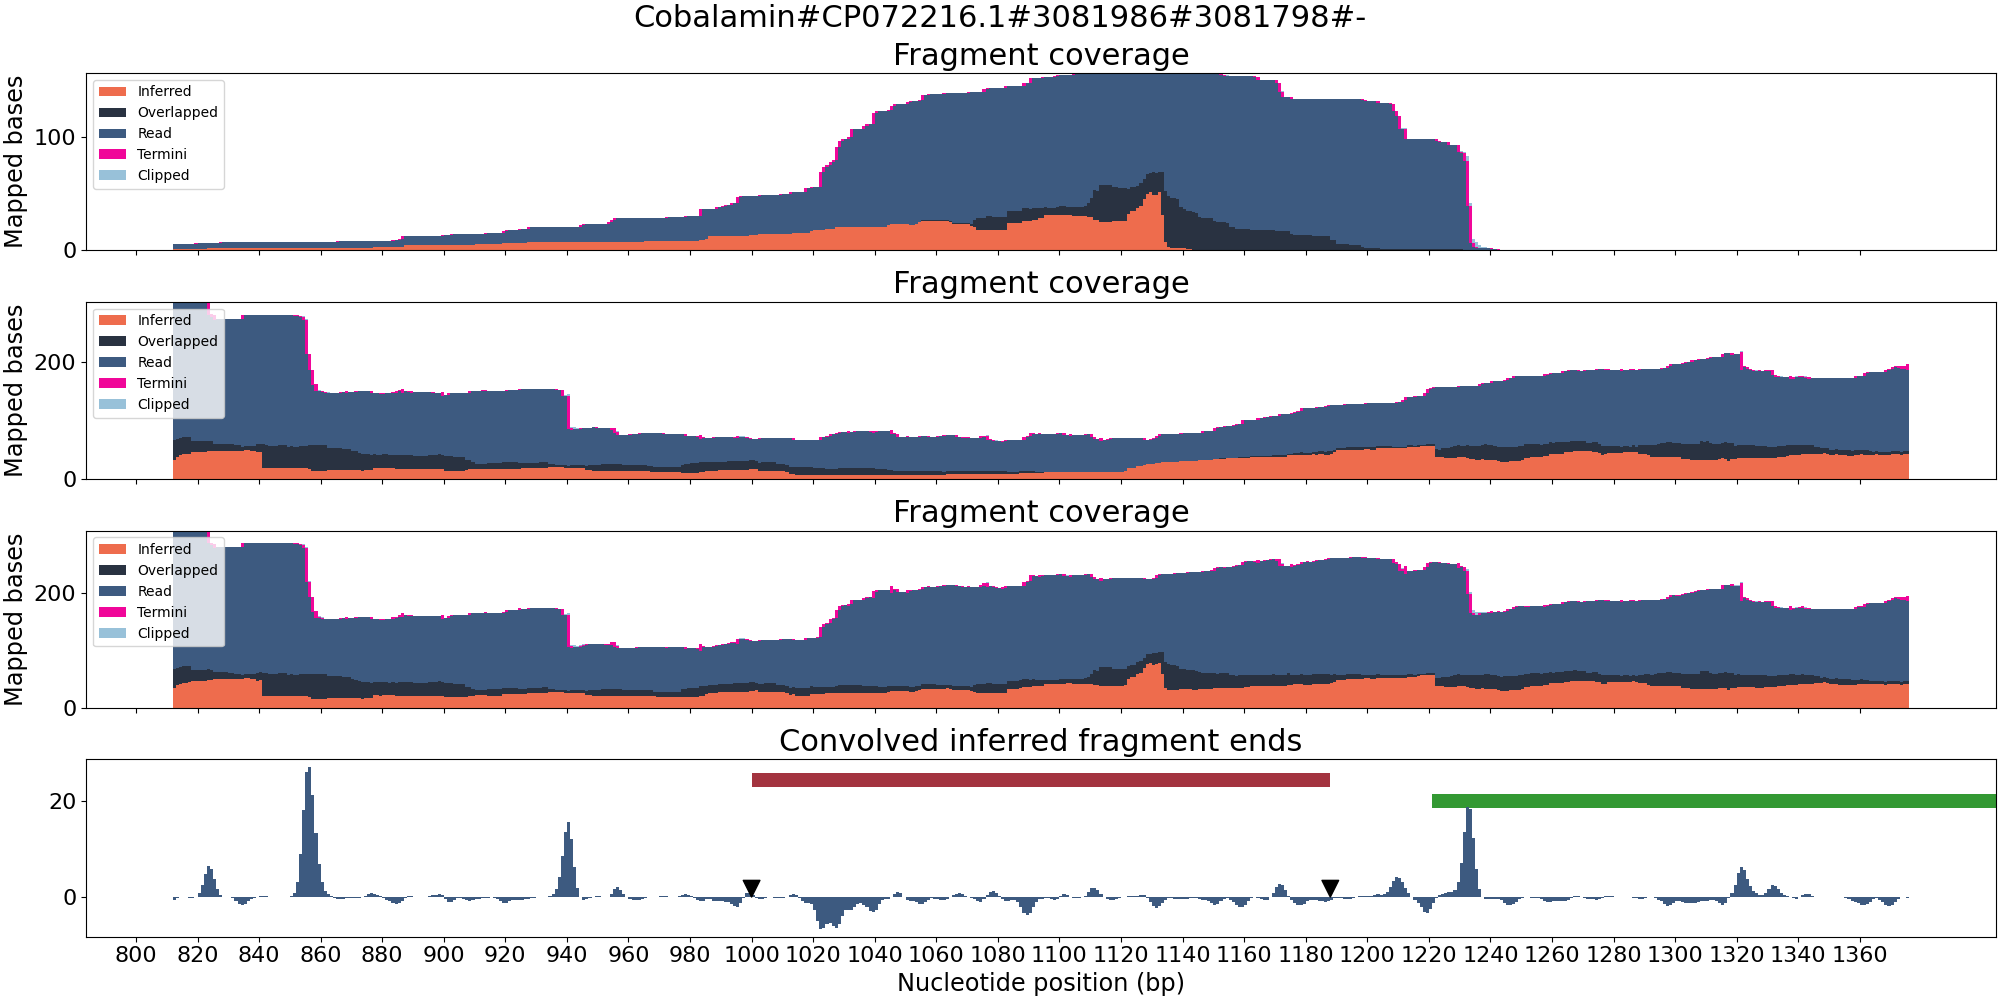 Cobalamin#CP072216.1#3081986#3081798#-
Fragment coverage
Mapped bases
100
0
Inferred
Overlapped
Read
Termini
Clipped
Fragment coverage
Mapped bases
200
0
Inferred
Overlapped
Read
Termini
Clipped
Fragment coverage
Mapped bases
200
0
Inferred
Overlapped
Read
Termini
Clipped
Convolved inferred fragment ends
20
0
800 820 840 860 880 900 920 940 960 980 1000 1020 1040 1060 1080 1100 1120 1140 1160 1180 1200 1220 1240 1260 1280 1300 1320 1340 1360
Nucleotide position (bp)